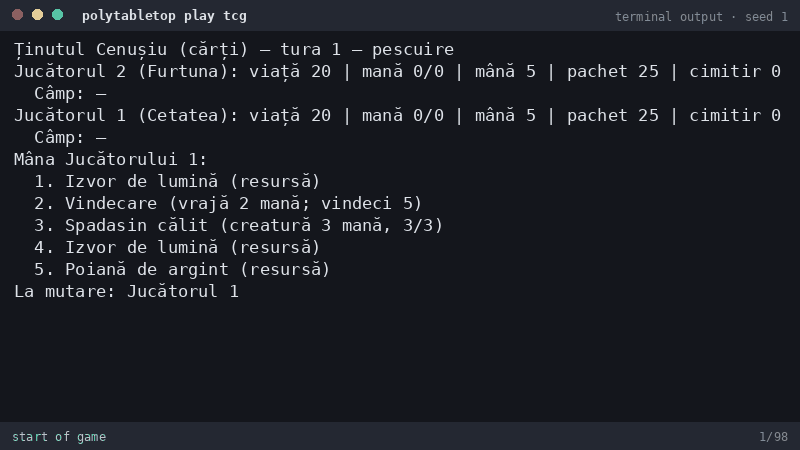 polytabletop play tcg
terminal output · seed 1
Ținutul Cenușiu (cărți) — tura 1 — pescuire
Jucătorul 2 (Furtuna): viață 20 | mană 0/0 | mână 5 | pachet 25 | cimitir 0
Câmp: —
Jucătorul 1 (Cetatea): viață 20 | mană 0/0 | mână 5 | pachet 25 | cimitir 0
Câmp: —
Mâna Jucătorului 1:
1. Izvor de lumină (resursă)
2. Vindecare (vrajă 2 mană; vindeci 5)
3. Spadasin călit (creatură 3 mană, 3/3)
4. Izvor de lumină (resursă)
5. Poiană de argint (resursă)
La mutare: Jucătorul 1
start of game
1/98